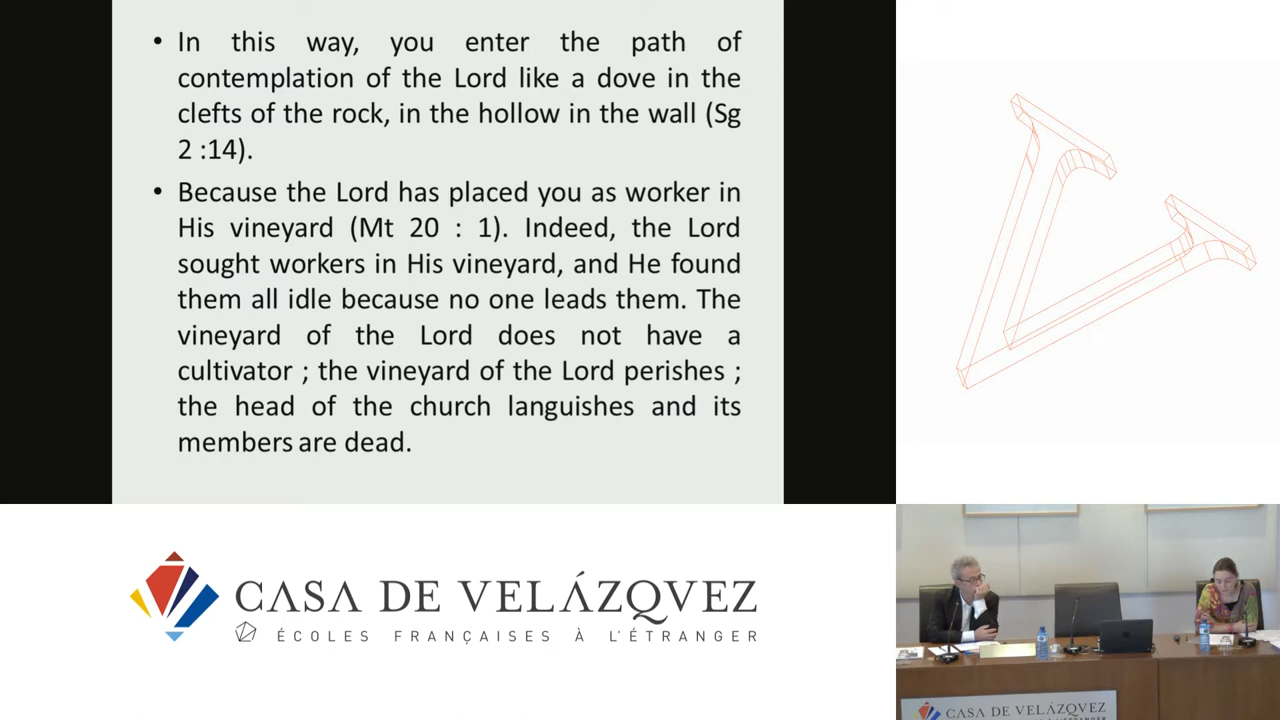 • In this way, you enter the path of
contemplation of the Lord like a dove in the
clefts of the rock, in the hollow in the wall (Sg
2 :14).
• Because the Lord has placed you as worker in
His vineyard (Mt 20 : 1). Indeed, the Lord
sought workers in His vineyard, and He found
them all idle because no one leads them. The
vineyard of the Lord does not have a
cultivator ; the vineyard of the Lord perishes ;
the head of the church languishes and its
members are dead.
CASA DE VELÁZQVEZ
ÉCOLES FRANÇAISES À L'ÉTRANGER
CASA DE VELÁZQVEZ